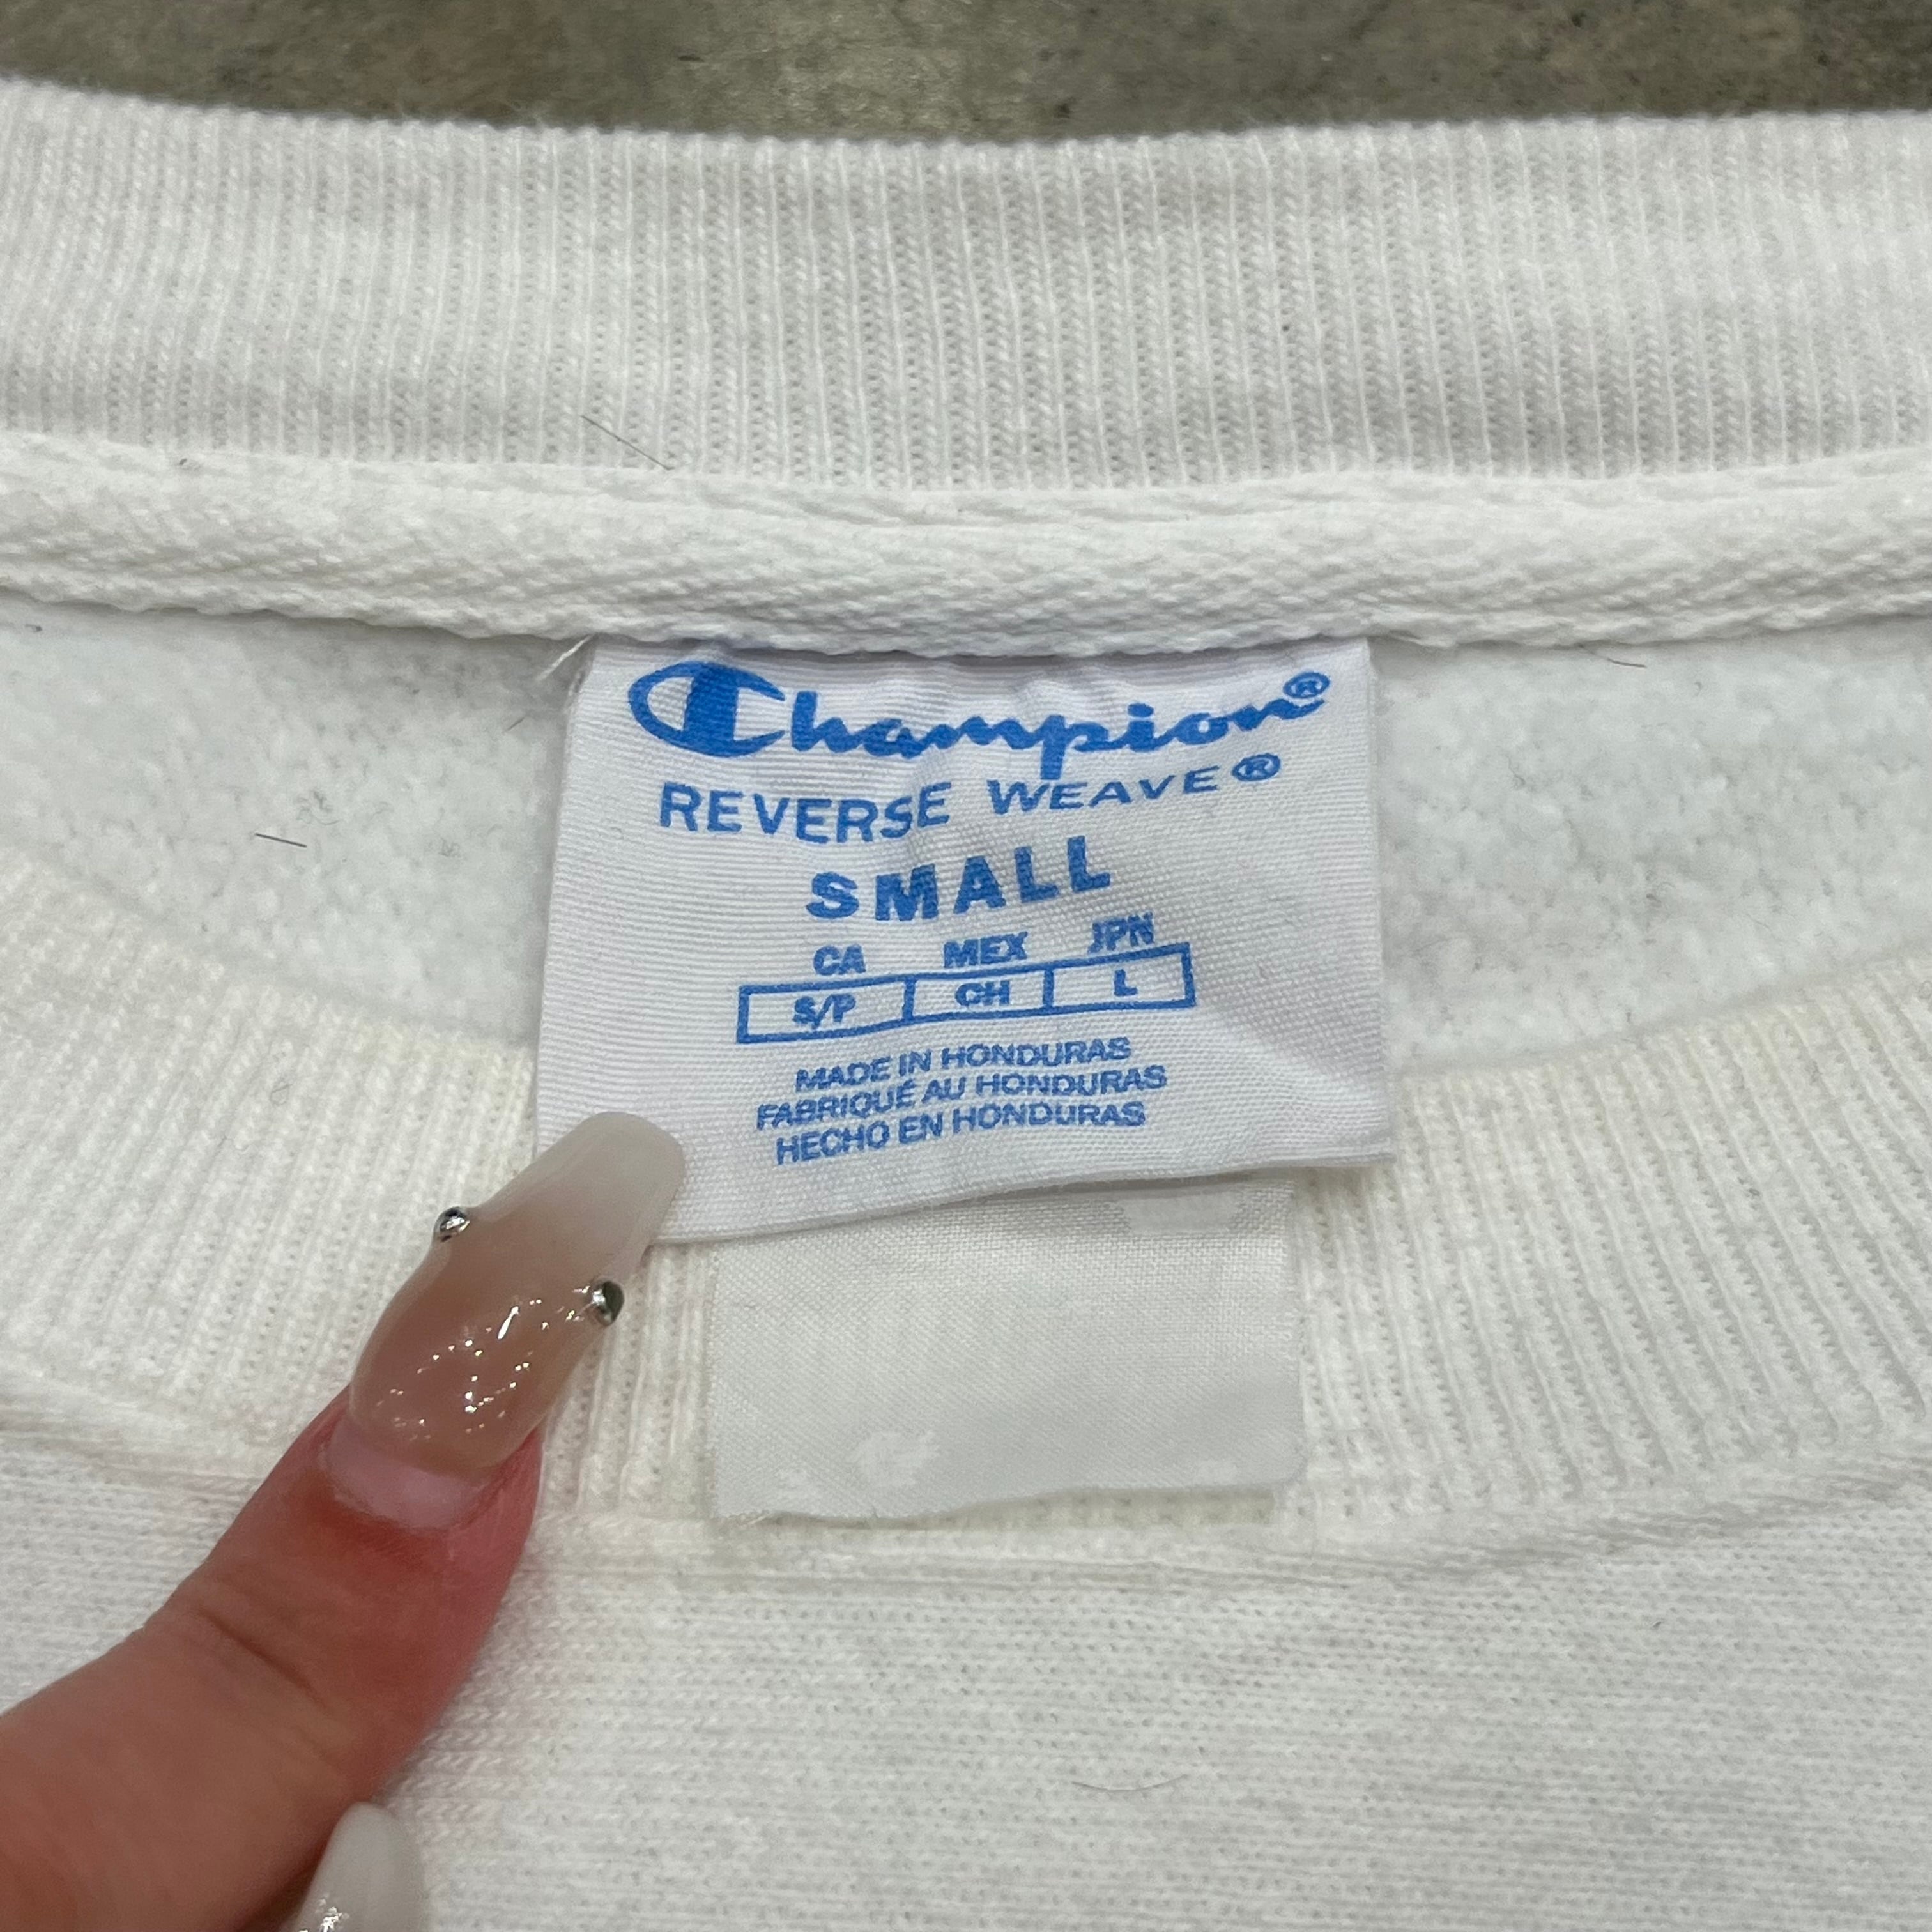 Champion®
REVERSE WEAVE®
SMALL
CA MEX JPN
S/P CH L
MADE IN HONDURAS
FABRIQUÉ AU HONDURAS
HECHO EN HONDURAS